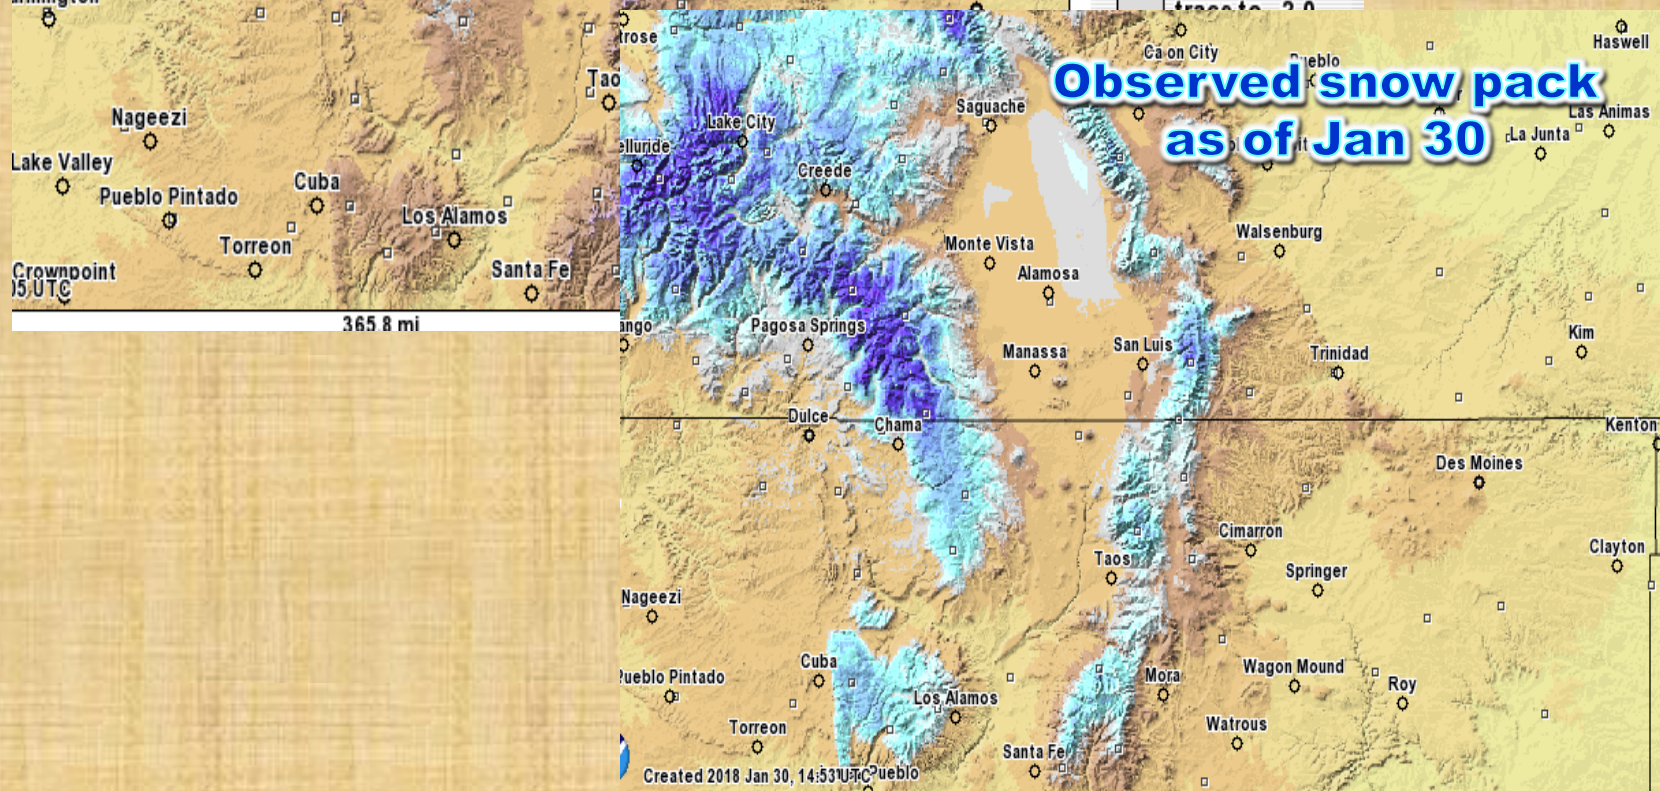 Nageezi
Lake Valley
Pueblo Pintado
Cuba
Los Alamos
Torreon
Crownpoint
Santa Fe
05 UTC
365.8 mi
Observed snow pack
as of Jan 30
Haswell
Las Animas
La Junta
Saguache
Lake City
Creede
Monte Vista
Alamosa
Walsenburg
Pagosa Springs
Manassa
San Luis
Trinidad
Kim
Dulce
Chama
Kenton
Des Moines
Cimarron
Clayton
Taos
Springer
Nageezi
Cuba
Pueblo Pintado
Mora
Wagon Mound
Roy
Los Alamos
Torreon
Watrous
Santa Fe
Created 2018 Jan 30, 14:53 UTC
Pueblo